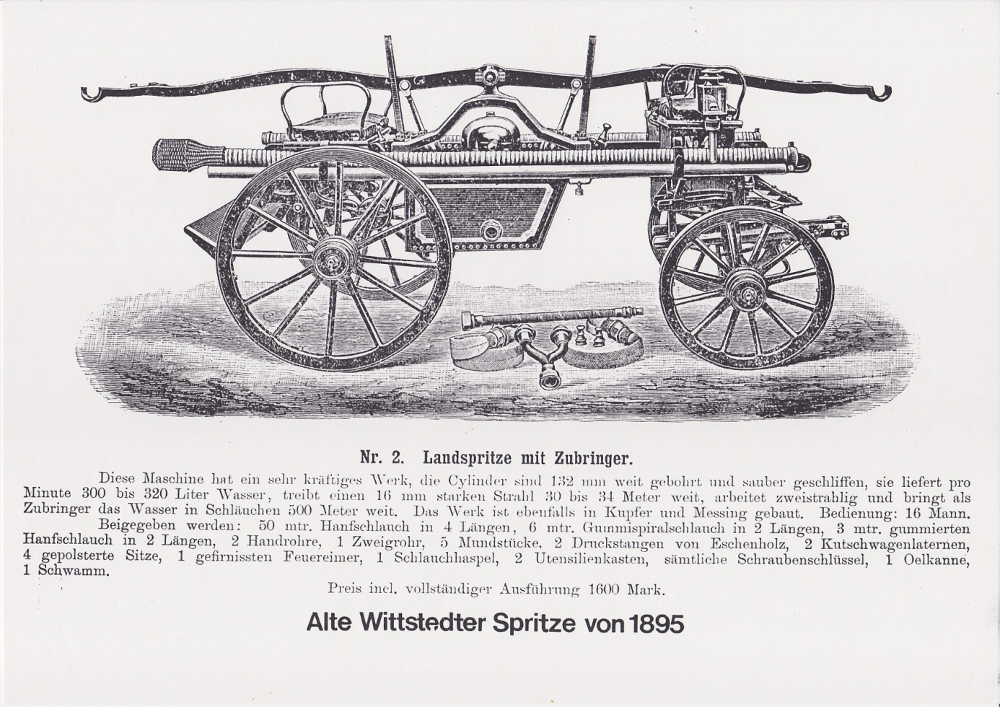 Nr. 2. Landspritze mit Zubringer.
Diese Maschine hat ein sehr kräftiges Werk, die Cylinder sind 132 mm weit gebohrt und sauber geschliffen, sie liefert pro
Minute 300 bis 320 Liter Wasser, treibt einen 16 mm starken Strahl 30 bis 34 Meter weit, arbeitet zweistrahlig und bringt als
Zubringer das Wasser in Schläuchen 500 Meter weit. Das Werk ist ebenfalls in Kupfer und Messing gebaut. Bedienung: 16 Mann.
Beigegeben werden: 50 mtr. Hanfschlauch in 4 Längen, 6 mtr. Gummispiralschlauch in 2 Längen, 3 mtr. gummierten
Hanfschlauch in 2 Längen, 2 Handrohre, 1 Zweigrohr, 5 Mundstücke, 2 Druckstangen von Eschenholz, 2 Kutschwagenlaternen,
4 gepolsterte Sitze, 1 gefirnissten Feuereimer, 1 Schlauchhaspel, 2 Utensilienkasten, sämtliche Schraubenschlüssel, 1 Oelkanne,
1 Schwamm.
Preis incl. vollständiger Ausführung 1600 Mark.
Alte Wittstedter Spritze von 1895